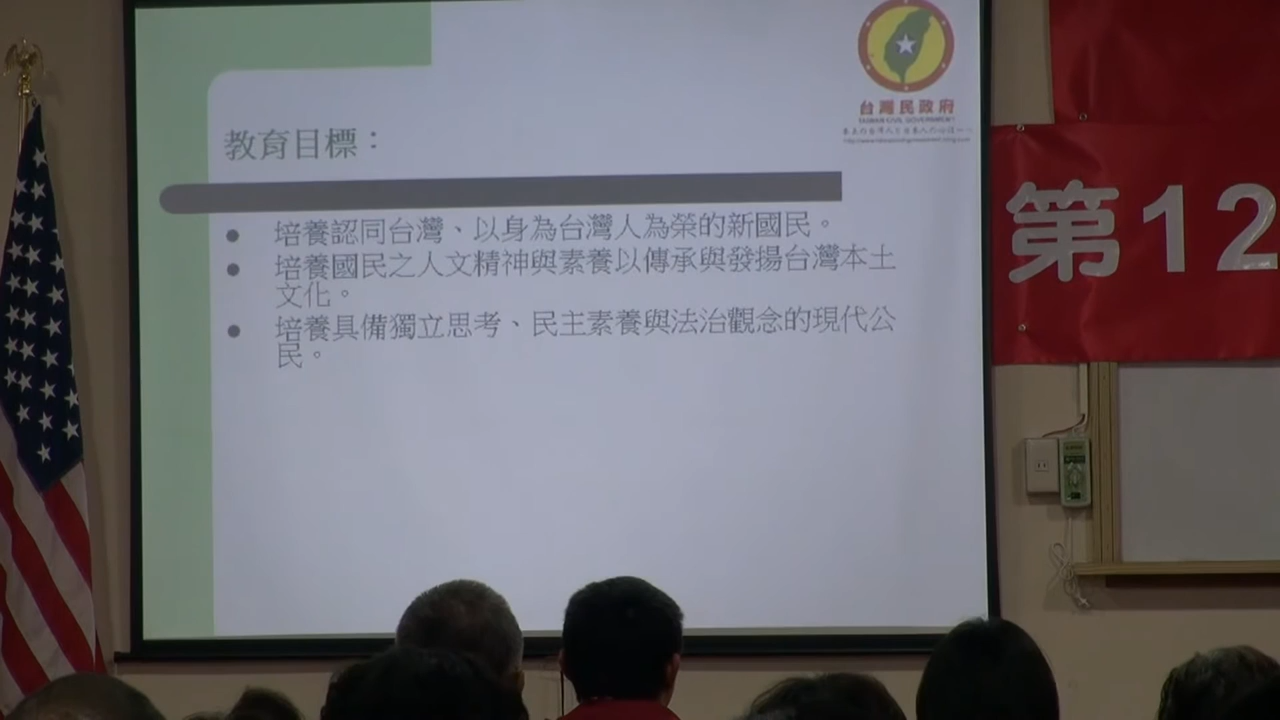 台灣民政府
TAIWAN CIVIL GOVERNMENT
教育目標：
培養認同台灣、以身為台灣人為榮的新國民。
培養國民之人文精神與素養以傳承與發揚台灣本土
文化。
培養具備獨立思考、民主素養與法治觀念的現代公
民。
第12